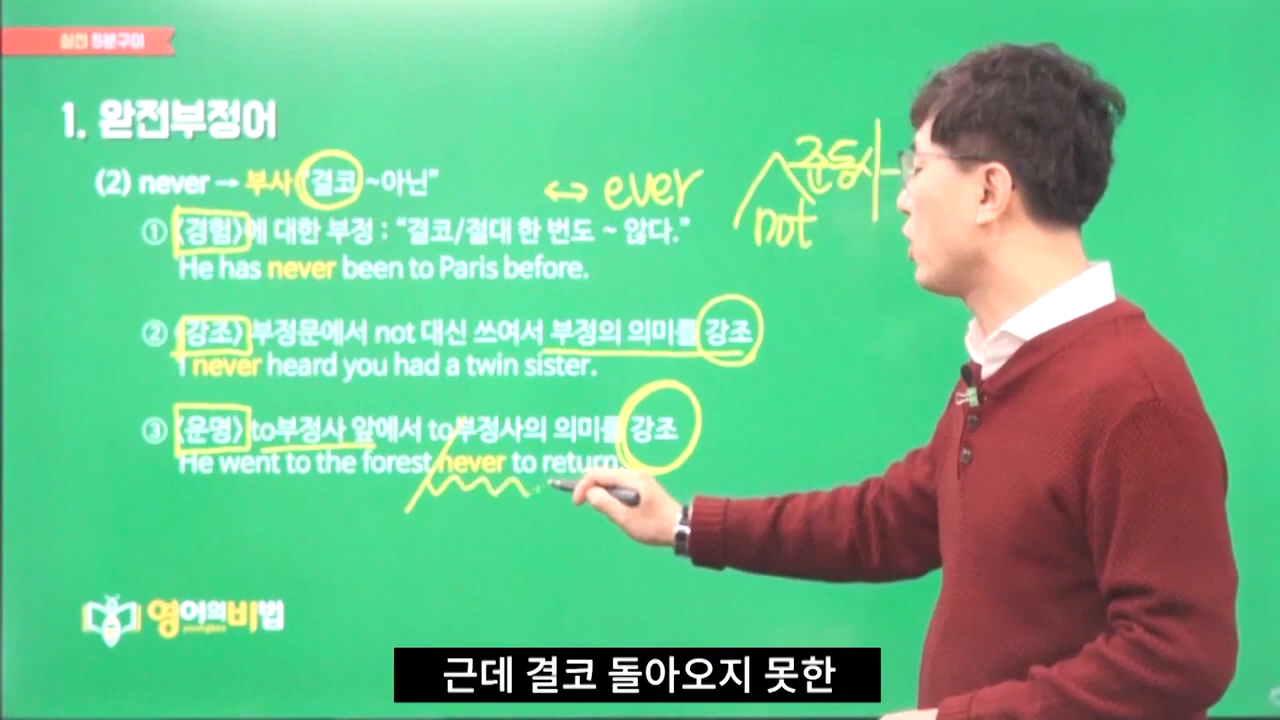 실전 5분구이
1. 완전부정어
(2) never → 부사 "결코 ~아닌"
↔ ever
준동사
not
① <경험>에 대한 부정 : "결코/절대 한 번도 ~ 않다."
He has never been to Paris before.
② <강조> 부정문에서 not 대신 쓰여서 부정의 의미를 강조
I never heard you had a twin sister.
③ <운명> to부정사 앞에서 to부정사의 의미를 강조
He went to the forest never to return.
영어의비법
근데 결코 돌아오지 못한